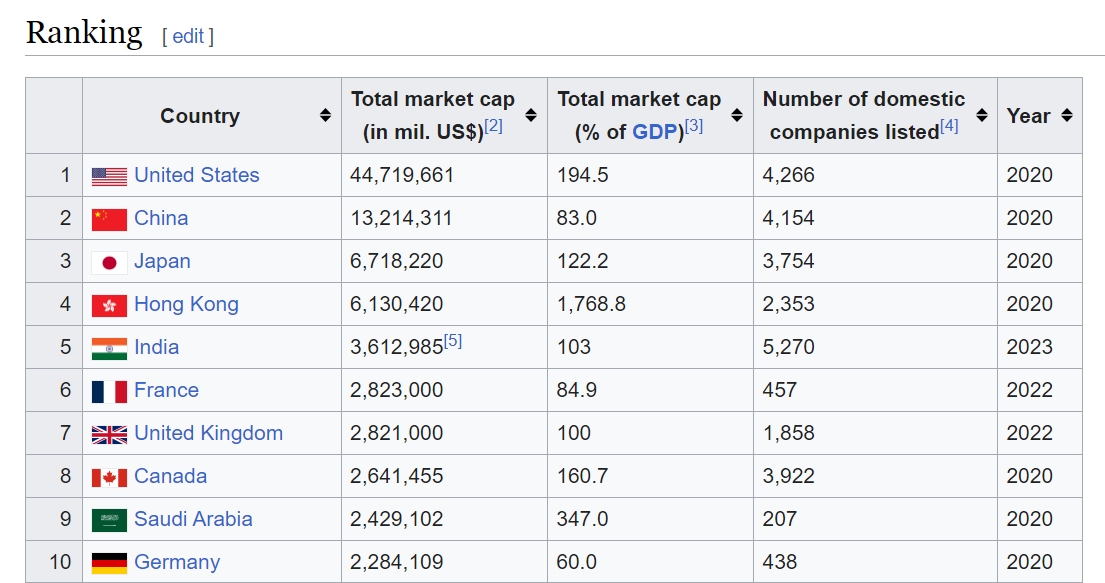 Ranking [ edit ]
Country Total market cap (in mil. US$)[2] Total market cap (% of GDP)[3] Number of domestic companies listed[4] Year
1 United States 44,719,661 194.5 4,266 2020
2 China 13,214,311 83.0 4,154 2020
3 Japan 6,718,220 122.2 3,754 2020
4 Hong Kong 6,130,420 1,768.8 2,353 2020
5 India 3,612,985[5] 103 5,270 2023
6 France 2,823,000 84.9 457 2022
7 United Kingdom 2,821,000 100 1,858 2022
8 Canada 2,641,455 160.7 3,922 2020
9 Saudi Arabia 2,429,102 347.0 207 2020
10 Germany 2,284,109 60.0 438 2020